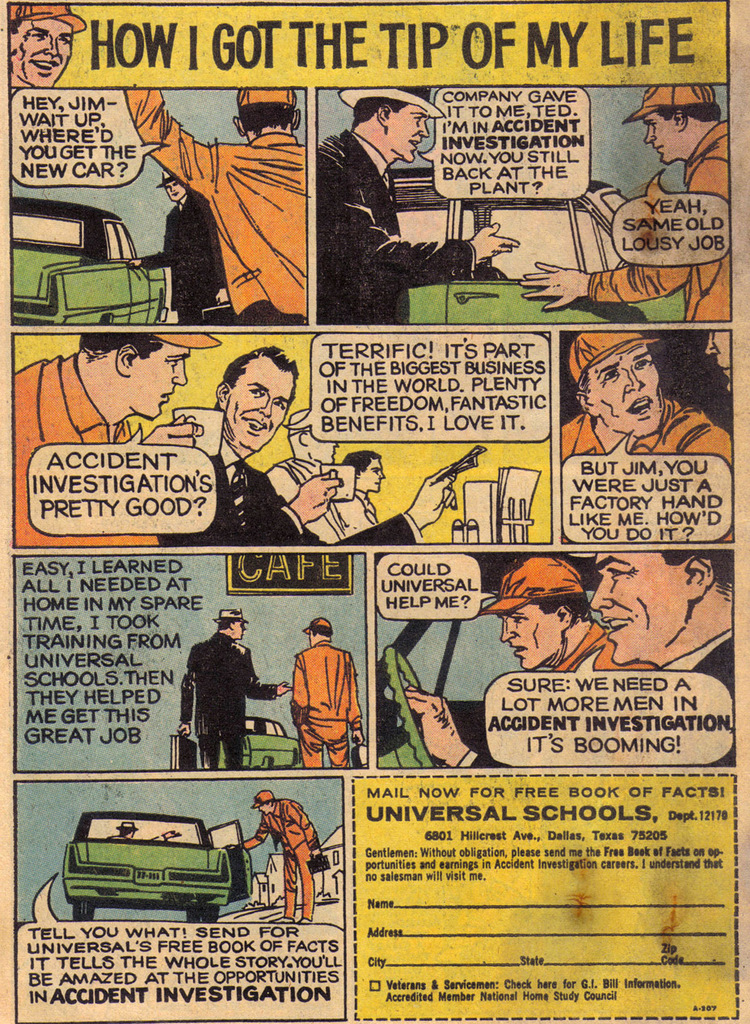 HOW I GOT THE TIP OF MY LIFE
HEY, JIM-
WAIT UP,
WHERE'D
YOU GET THE
NEW CAR?
COMPANY GAVE
IT TO ME, TED.
I'M IN ACCIDENT
INVESTIGATION
NOW. YOU STILL
BACK AT THE
PLANT?
YEAH,
SAME OLD
LOUSY JOB
ACCIDENT
INVESTIGATION'S
PRETTY GOOD?
TERRIFIC! IT'S PART
OF THE BIGGEST BUSINESS
IN THE WORLD. PLENTY
OF FREEDOM, FANTASTIC
BENEFITS. I LOVE IT.
BUT JIM, YOU
WERE JUST A
FACTORY HAND
LIKE ME. HOW'D
YOU DO IT?
EASY, I LEARNED
ALL I NEEDED AT
HOME IN MY SPARE
TIME, I TOOK
TRAINING FROM
UNIVERSAL
SCHOOLS. THEN
THEY HELPED
ME GET THIS
GREAT JOB
CAFE
COULD
UNIVERSAL
HELP ME?
SURE: WE NEED A
LOT MORE MEN IN
ACCIDENT INVESTIGATION,
IT'S BOOMING!
TELL YOU WHAT! SEND FOR
UNIVERSAL'S FREE BOOK OF FACTS
IT TELLS THE WHOLE STORY. YOU'LL
BE AMAZED AT THE OPPORTUNITIES
IN ACCIDENT INVESTIGATION
MAIL NOW FOR FREE BOOK OF FACTS!
UNIVERSAL SCHOOLS, Dept. 12170
6801 Hillcrest Ave., Dallas, Texas 75205
Gentlemen: Without obligation, please send me the Free Book of Facts on op-
portunities and earnings in Accident Investigation careers. I understand that
no salesman will visit me.
Name
Address
City State Zip Code
Veterans & Servicemen: Check here for G.I. Bill Information.
Accredited Member National Home Study Council
A-207